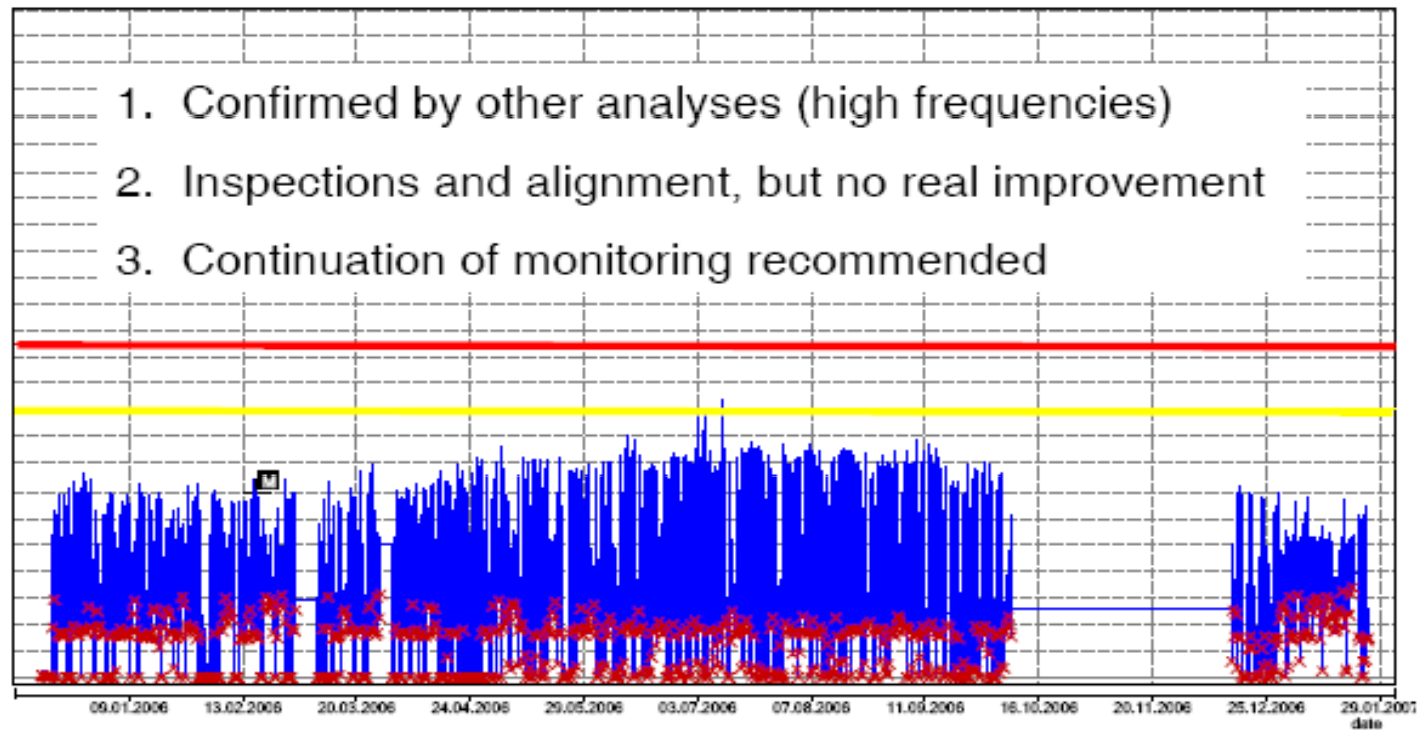 1. Confirmed by other analyses (high frequencies)
2. Inspections and alignment, but no real improvement
3. Continuation of monitoring recommended
M
09.01.2006 13.02.2006 20.03.2006 24.04.2006 29.05.2006 03.07.2006 07.08.2006 11.09.2006 16.10.2006 20.11.2006 25.12.2006 29.01.2007
date